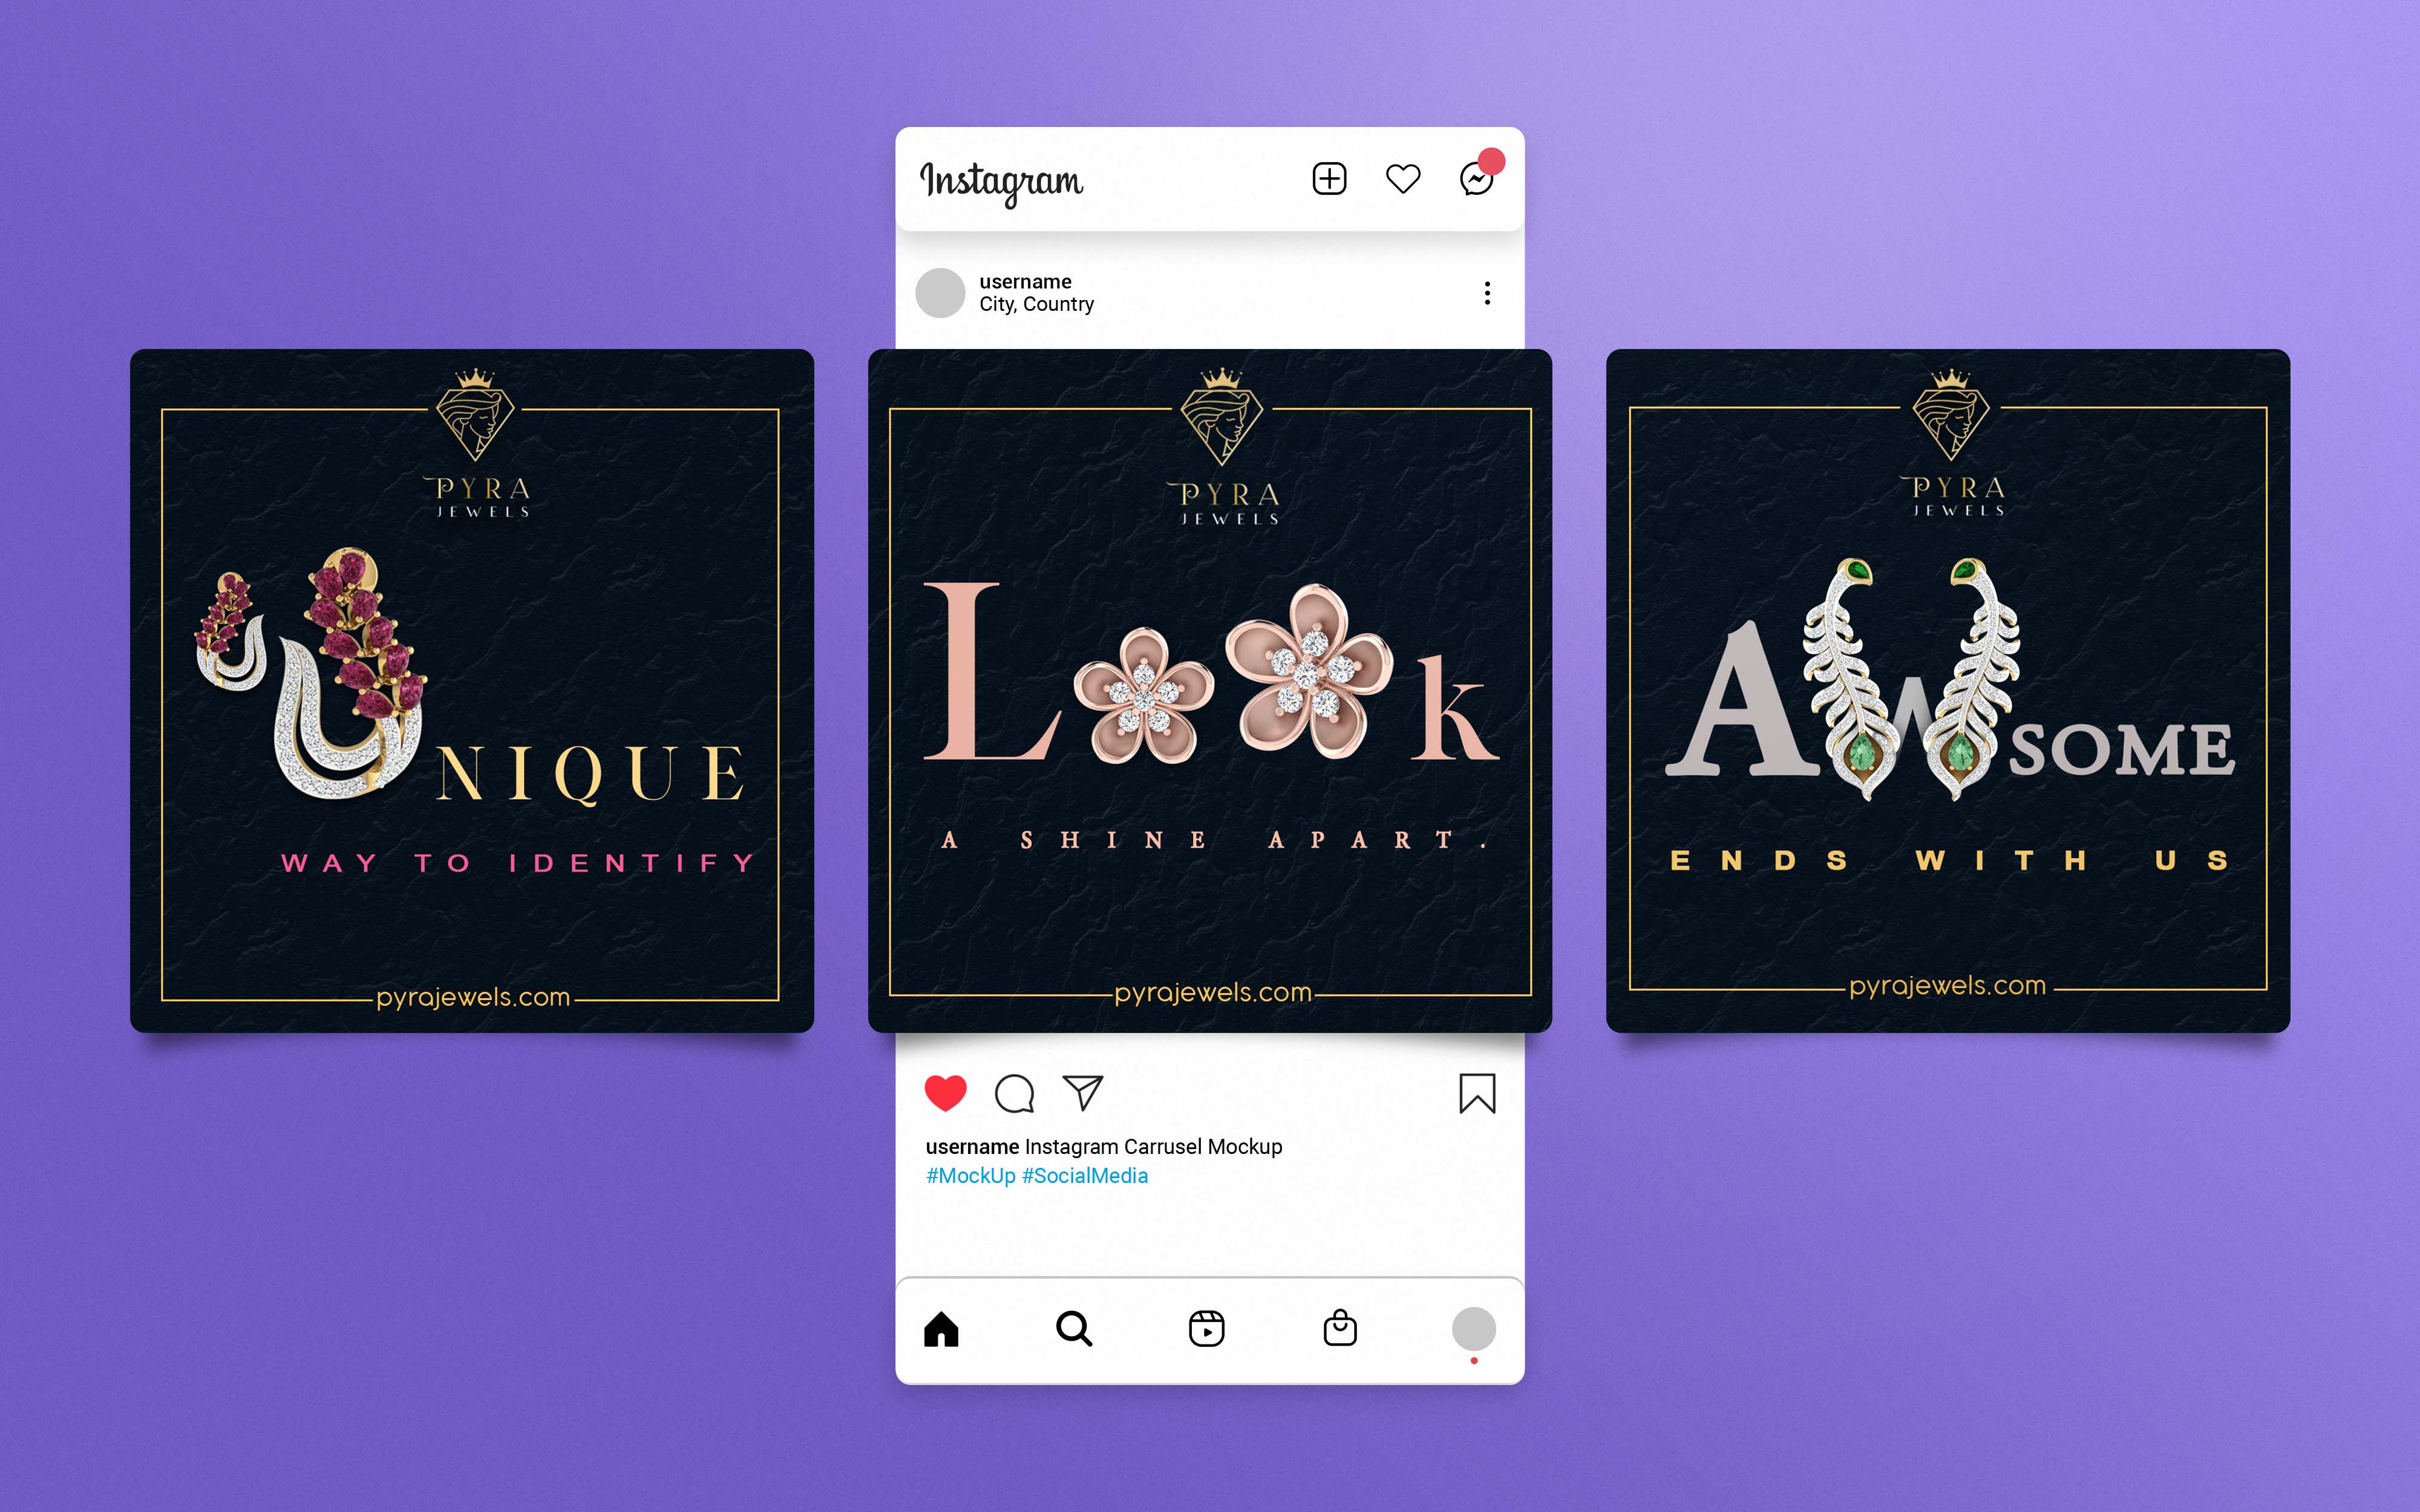 Instagram
username
City, Country
PYRA
JEWELS
NIQUE
WAY TO IDENTIFY
pyrajewels.com
PYRA
JEWELS
L k
A SHINE APART.
pyrajewels.com
PYRA
JEWELS
AWSOME
ENDS WITH US
pyrajewels.com
username Instagram Carrusel Mockup
#MockUp #SocialMedia